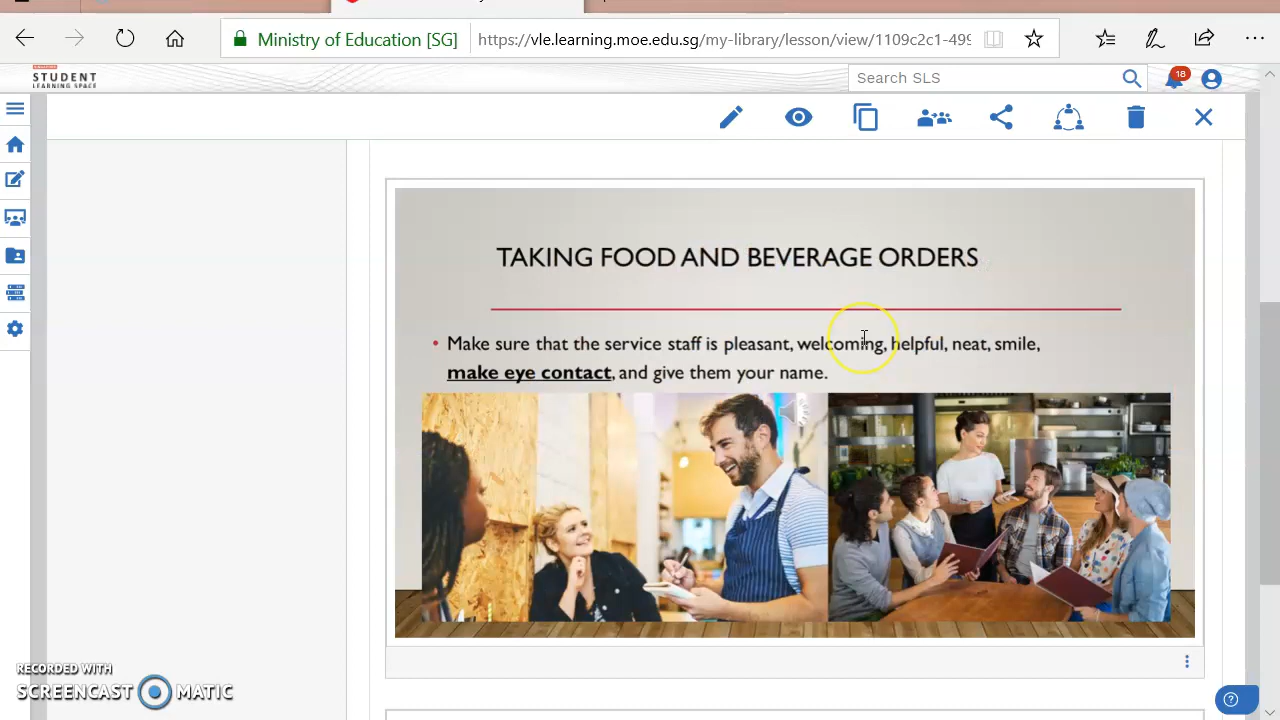 Ministry of Education [SG]
https://vle.learning.moe.edu.sg/my-library/lesson/view/1109c2c1-499
STUDENT
LEARNING SPACE
Search SLS
18
TAKING FOOD AND BEVERAGE ORDERS
• Make sure that the service staff is pleasant, welcoming, helpful, neat, smile,
make eye contact, and give them your name.
RECORDED WITH
SCREENCAST MATIC